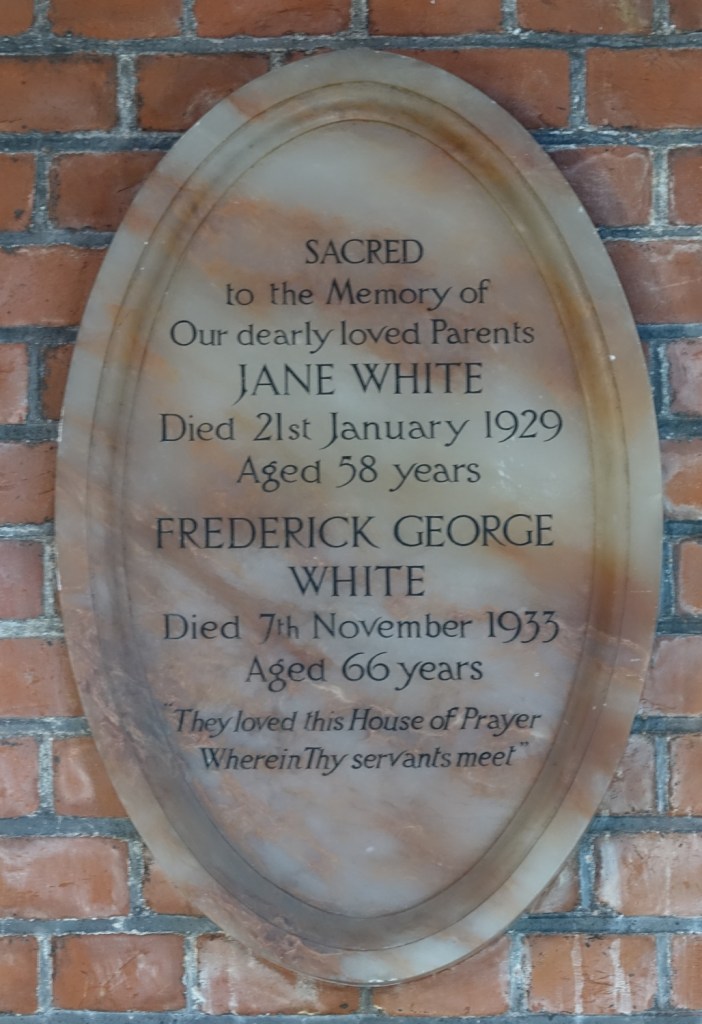 SACRED
to the Memory of
Our dearly loved Parents
JANE WHITE
Died 21st January 1929
Aged 58 years
FREDERICK GEORGE
WHITE
Died 7th November 1933
Aged 66 years
"They loved this House of Prayer
Wherein Thy servants meet"